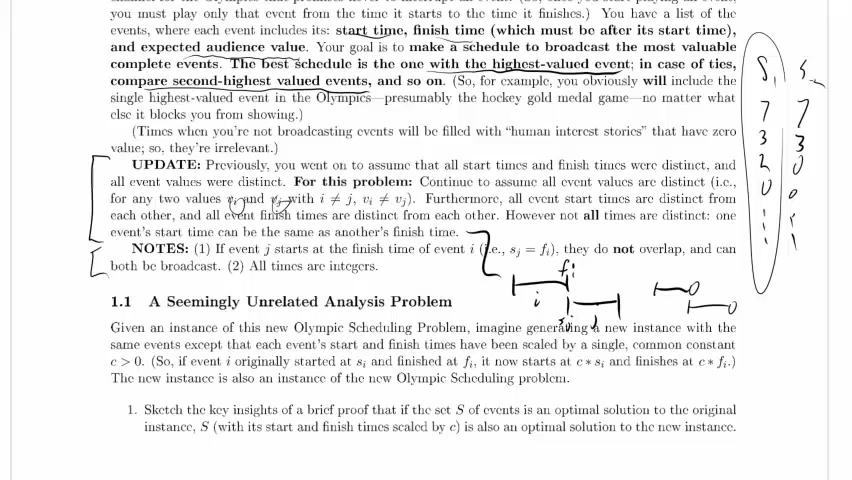 you must play only that event from the time it starts to the time it finishes.) You have a list of the
events, where each event includes its: start time, finish time (which must be after its start time),
and expected audience value. Your goal is to make a schedule to broadcast the most valuable
complete events. The best schedule is the one with the highest-valued event; in case of ties,
compare second-highest valued events, and so on. (So, for example, you obviously will include the
single highest-valued event in the Olympics—presumably the hockey gold medal game—no matter what
else it blocks you from showing.)
(Times when you're not broadcasting events will be filled with "human interest stories" that have zero
value; so, they're irrelevant.)
UPDATE: Previously, you went on to assume that all start times and finish times were distinct, and
all event values were distinct. For this problem: Continue to assume all event values are distinct (i.e.,
for any two values vi and vj with i ≠ j, vi ≠ vj). Furthermore, all event start times are distinct from
each other, and all event finish times are distinct from each other. However not all times are distinct: one
event's start time can be the same as another's finish time.
NOTES: (1) If event j starts at the finish time of event i (i.e., sj = fi), they do not overlap, and can
both be broadcast. (2) All times are integers.
fi
i
sj j
1.1 A Seemingly Unrelated Analysis Problem
Given an instance of this new Olympic Scheduling Problem, imagine generating a new instance with the
same events except that each event's start and finish times have been scaled by a single, common constant
c > 0. (So, if event i originally started at si and finished at fi, it now starts at c ∗ si and finishes at c ∗ fi.)
The new instance is also an instance of the new Olympic Scheduling problem.
1. Sketch the key insights of a brief proof that if the set S of events is an optimal solution to the original
instance, S (with its start and finish times scaled by c) is also an optimal solution to the new instance.
S1 S2
7 7
3 3
2 0
0 0